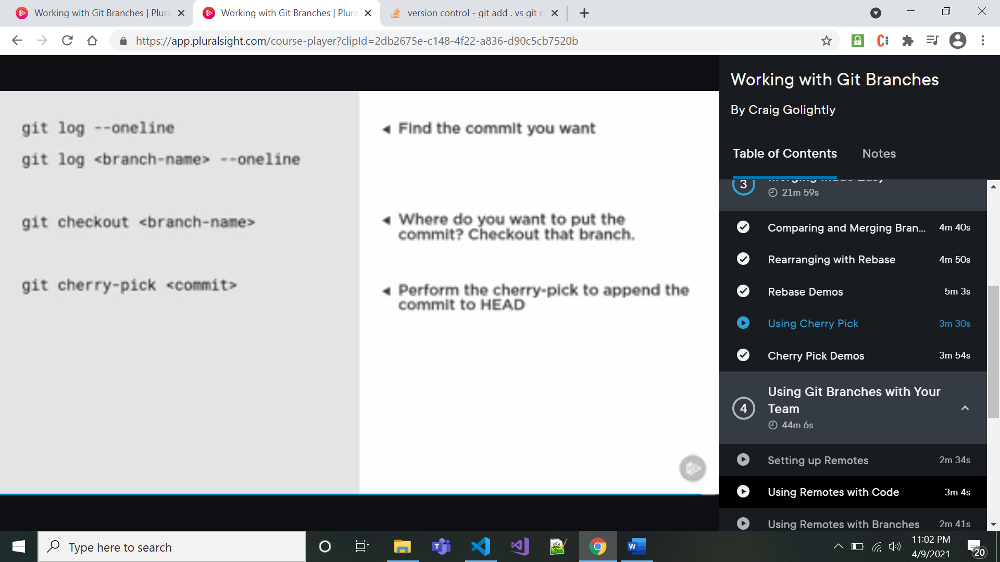 Working with Git Branches | Plura
Working with Git Branches | Plura
version control - git add . vs git c
https://app.pluralsight.com/course-player?clipId=2db2675e-c148-4f22-a836-d90c5cb7520b
git log --oneline
git log <branch-name> --oneline
git checkout <branch-name>
git cherry-pick <commit>
Find the commit you want
Where do you want to put the
commit? Checkout that branch.
Perform the cherry-pick to append the
commit to HEAD
Working with Git Branches
By Craig Golightly
Table of Contents Notes
3 Merging Made Easy
21m 59s
Comparing and Merging Bran... 4m 40s
Rearranging with Rebase 4m 50s
Rebase Demos 5m 3s
Using Cherry Pick 3m 30s
Cherry Pick Demos 3m 54s
4 Using Git Branches with Your
Team
44m 6s
Setting up Remotes 2m 34s
Using Remotes with Code 3m 4s
Using Remotes with Branches 2m 41s
Type here to search
11:02 PM
4/9/2021
20